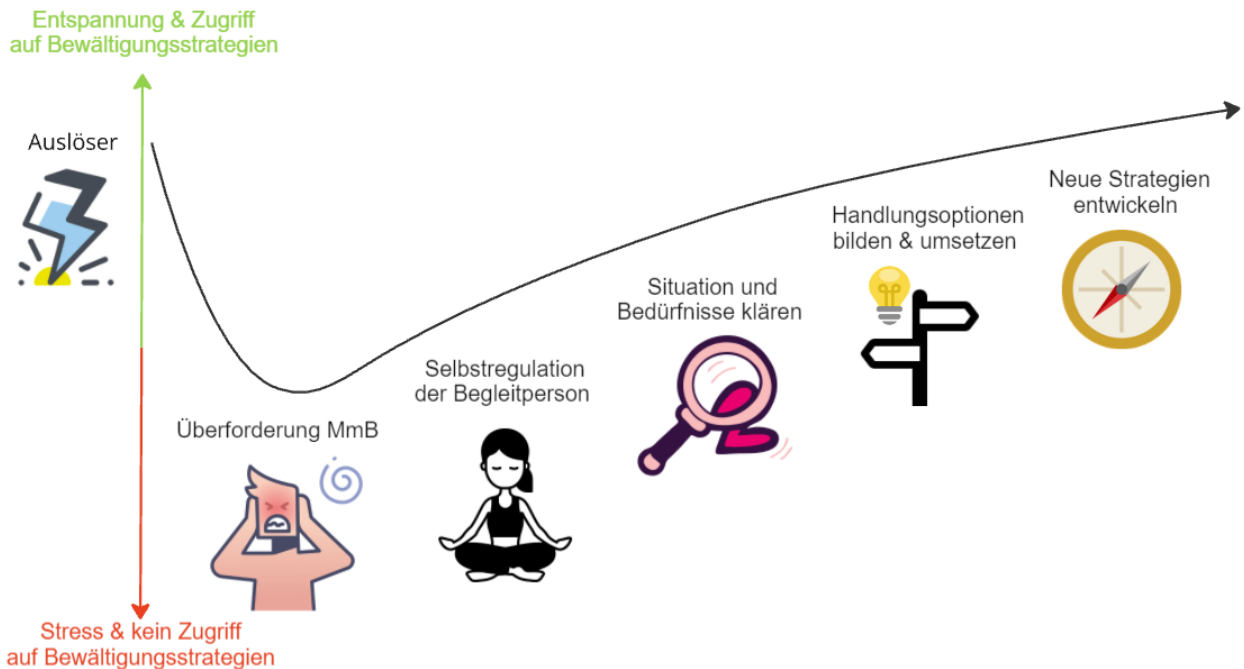 Entspannung & Zugriff
auf Bewältigungsstrategien
Auslöser
Überforderung MmB
Selbstregulation
der Begleitperson
Situation und
Bedürfnisse klären
Handlungsoptionen
bilden & umsetzen
Neue Strategien
entwickeln
Stress & kein Zugriff
auf Bewältigungsstrategien